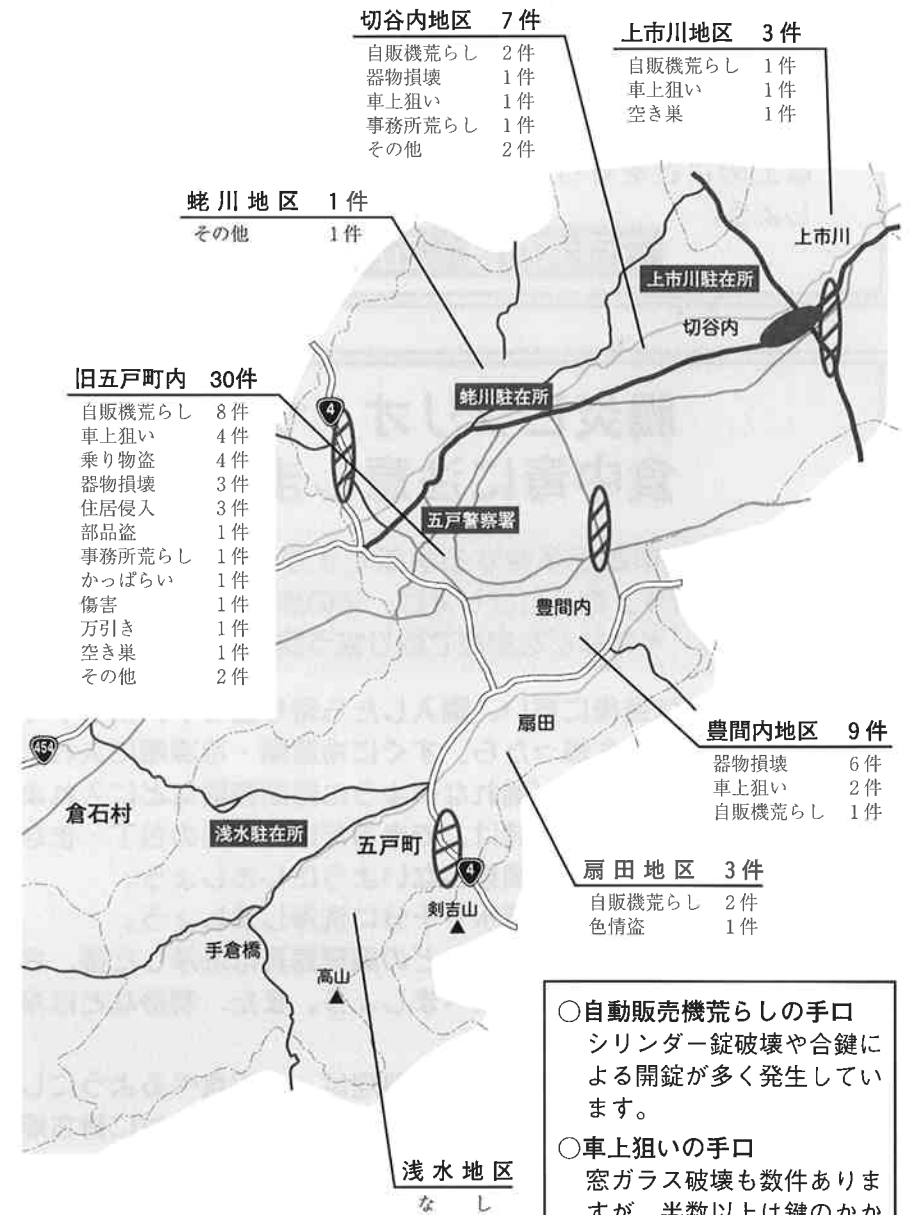 切谷内地区 7件
自販機荒らし 2件
器物損壊 1件
車上狙い 1件
事務所荒らし 1件
その他 2件
上市川地区 3件
自販機荒らし 1件
車上狙い 1件
空き巣 1件
蛯川地区 1件
その他 1件
上市川
上市川駐在所
切谷内
旧五戸町内 30件
自販機荒らし 8件
車上狙い 4件
乗り物盗 4件
器物損壊 3件
住居侵入 3件
部品盗 1件
事務所荒らし 1件
かっぱらい 1件
傷害 1件
万引き 1件
空き巣 1件
その他 2件
4
蛯川駐在所
五戸警察署
豊間内
扇田
豊間内地区 9件
器物損壊 6件
車上狙い 2件
自販機荒らし 1件
454
倉石村
浅水駐在所
五戸町
4
剣吉山
手倉橋
高山
扇田地区 3件
自販機荒らし 2件
色情盗 1件
浅水地区
なし
○自動販売機荒らしの手口
シリンダー錠破壊や合鍵に
よる開錠が多く発生してい
ます。
○車上狙いの手口
窓ガラス破壊も数件ありま
すが、半数以上は鍵のかか